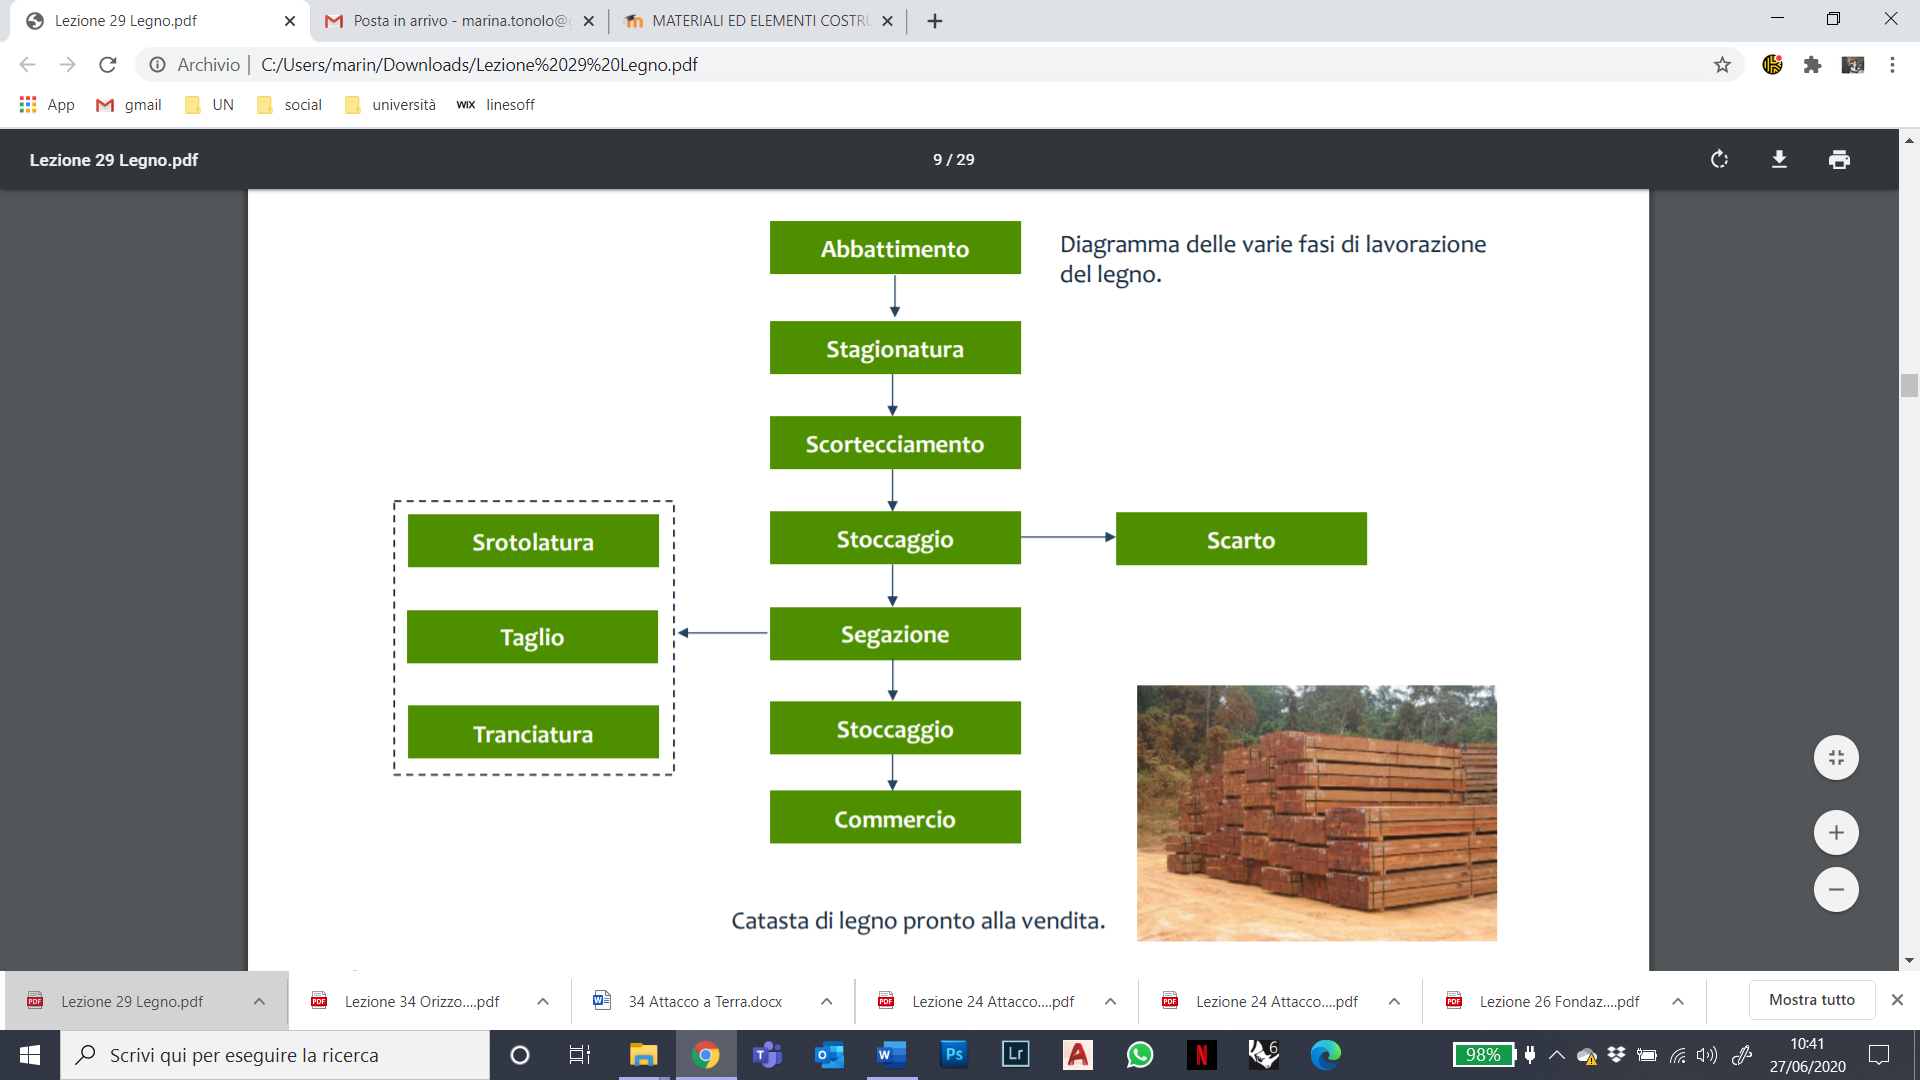 Lezione 29 Legno.pdf
Posta in arrivo - marina.tonolo@
MATERIALI ED ELEMENTI COSTRU
Archivio
C:/Users/marin/Downloads/Lezione%2029%20Legno.pdf
App
gmail
UN
social
università
WIX linesoff
Lezione 29 Legno.pdf
9 / 29
Abbattimento
Diagramma delle varie fasi di lavorazione
del legno.
Stagionatura
Scortecciamento
Srotolatura
Stoccaggio
Scarto
Taglio
Segazione
Tranciatura
Stoccaggio
Commercio
Catasta di legno pronto alla vendita.
Lezione 29 Legno.pdf
Lezione 34 Orizzo....pdf
34 Attacco a Terra.docx
Lezione 24 Attacco....pdf
Lezione 24 Attacco....pdf
Lezione 26 Fondaz....pdf
Mostra tutto
Scrivi qui per eseguire la ricerca
Ps
Lr
N
6
98%
10:41
27/06/2020